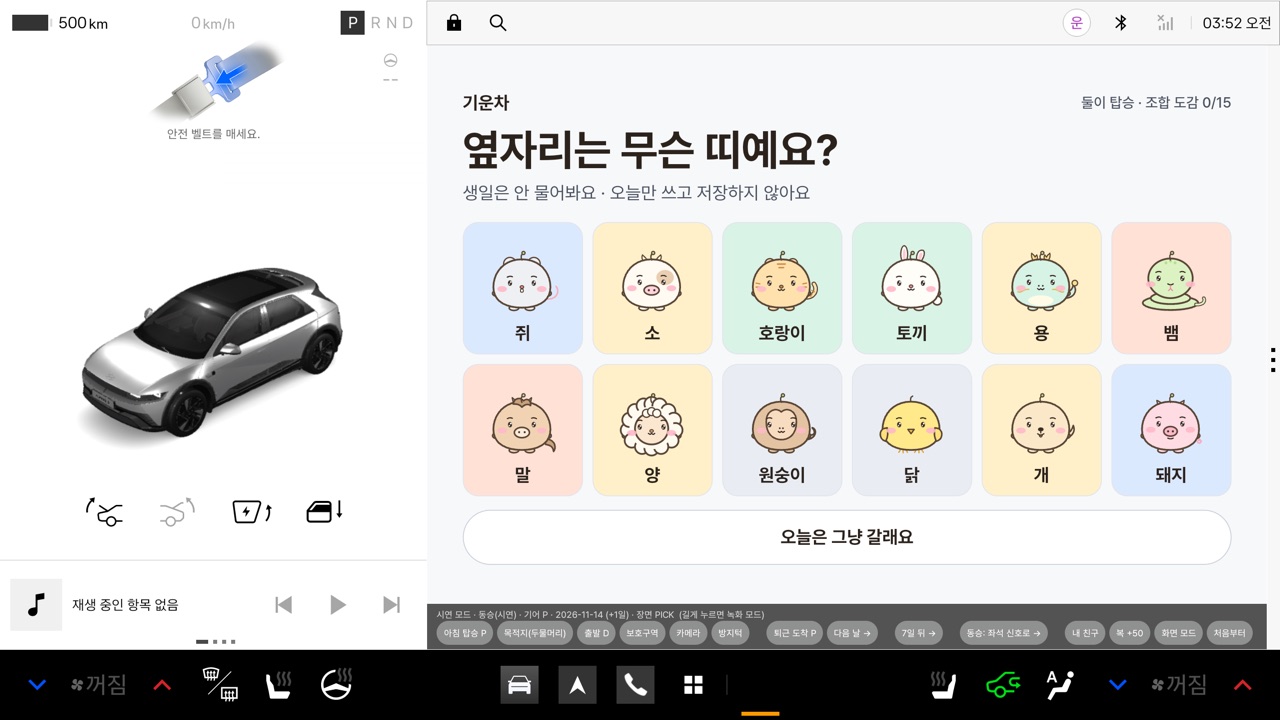 500 km
0 km/h
P R N D
운
03:52 오전
안전 벨트를 매세요.
기운차
둘이 탑승 · 조합 도감 0/15
옆자리는 무슨 띠예요?
생일은 안 물어봐요 · 오늘만 쓰고 저장하지 않아요
쥐
소
호랑이
토끼
용
뱀
말
양
원숭이
닭
개
돼지
오늘은 그냥 갈래요
재생 중인 항목 없음
시연 모드 · 동승(시연) · 기어 P · 2026-11-14 (+1일) · 장면 PICK (길게 누르면 녹화 모드)
아침 탑승 P
목적지(두물머리)
출발 D
보호구역
카메라
방지턱
퇴근 도착 P
다음 날 →
7일 뒤 →
동승: 좌석 신호로 →
내 친구
복 +50
화면 모드
처음부터
꺼짐
A
꺼짐